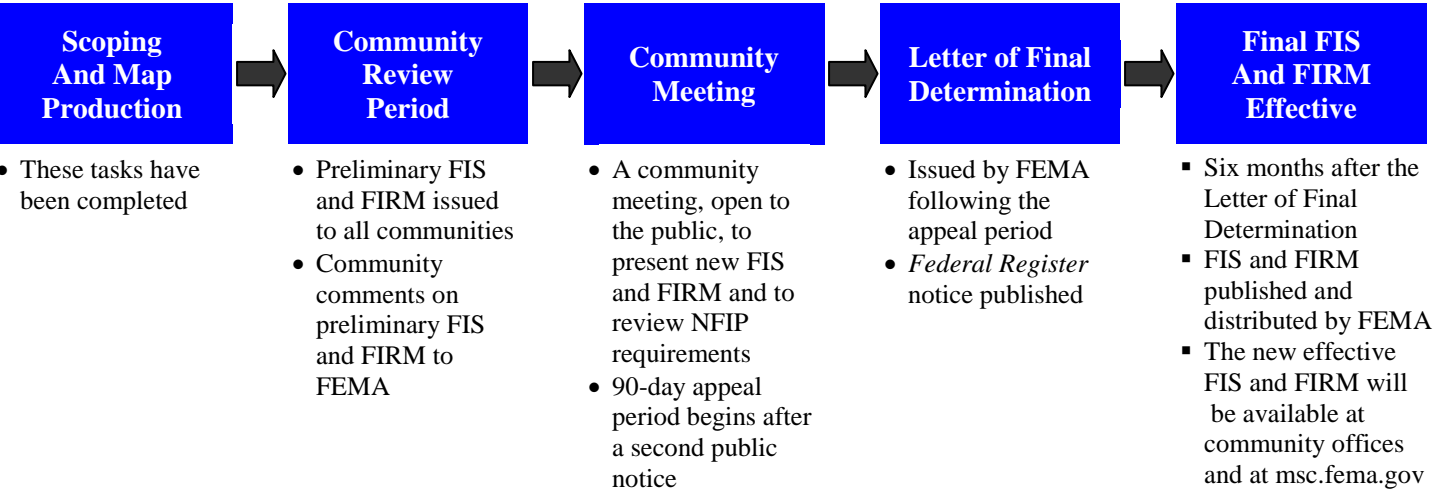 Scoping
And Map
Production
• These tasks have
been completed
Community
Review
Period
• Preliminary FIS
and FIRM issued
to all communities
• Community
comments on
preliminary FIS
and FIRM to
FEMA
Community
Meeting
• A community
meeting, open to
the public, to
present new FIS
and FIRM and to
review NFIP
requirements
• 90-day appeal
period begins after
a second public
notice
Letter of Final
Determination
• Issued by FEMA
following the
appeal period
• Federal Register
notice published
Final FIS
And FIRM
Effective
▪ Six months after the
Letter of Final
Determination
▪ FIS and FIRM
published and
distributed by FEMA
▪ The new effective
FIS and FIRM will
be available at
community offices
and at msc.fema.gov